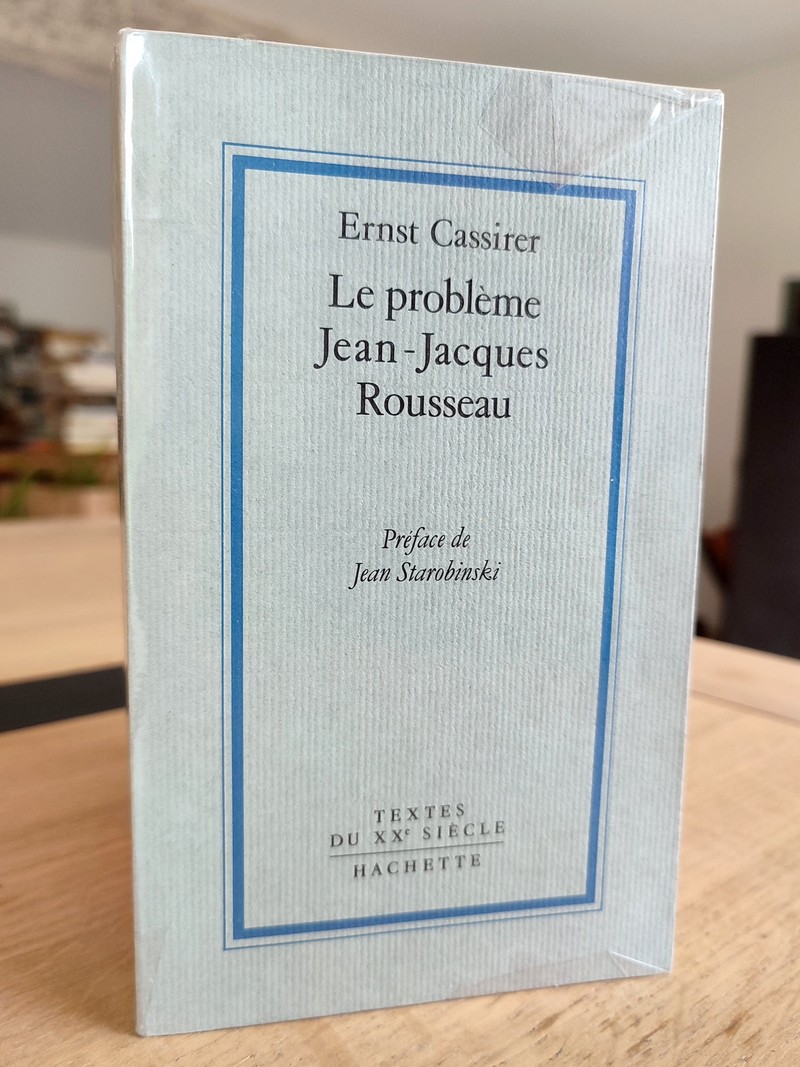 Ernst Cassirer
Le problème
Jean-Jacques
Rousseau
Préface de
Jean Starobinski
TEXTES
DU XXe SIÈCLE
HACHETTE